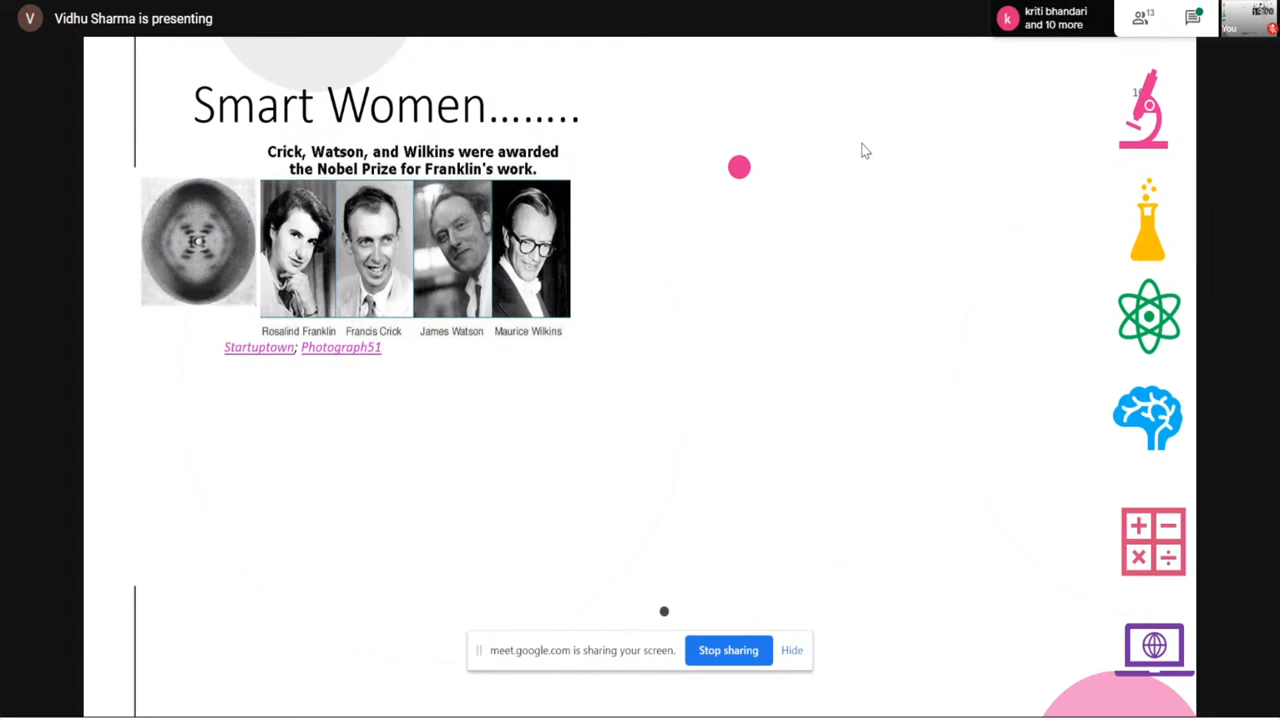 V Vidhu Sharma is presenting
k kriti bhandari
and 10 more
13
You
Smart Women........
Crick, Watson, and Wilkins were awarded
the Nobel Prize for Franklin's work.
Rosalind Franklin Francis Crick James Watson Maurice Wilkins
Startuptown; Photograph51
meet.google.com is sharing your screen. Stop sharing Hide